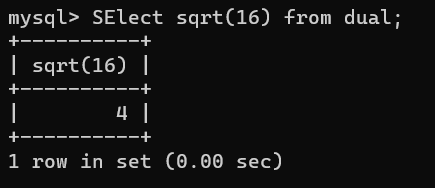 mysql> SElect sqrt(16) from dual;
+----------+
| sqrt(16) |
+----------+
|        4 |
+----------+
1 row in set (0.00 sec)